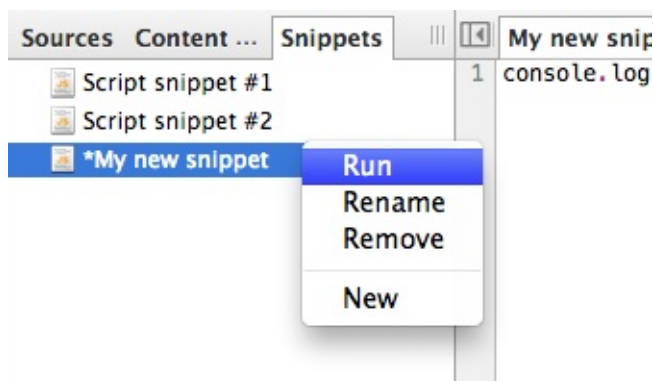 Sources Content ... Snippets My new snip
Script snippet #1
1 console.log
Script snippet #2
*My new snippet
Run
Rename
Remove
New